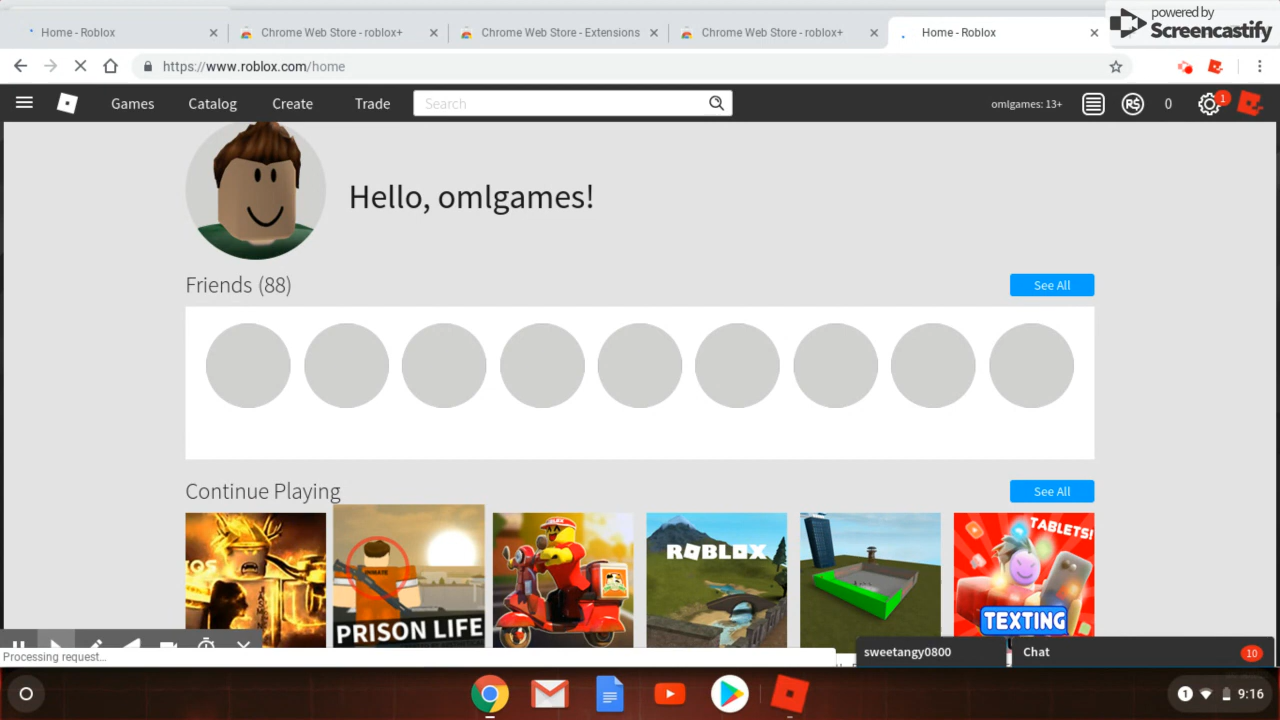 powered by
Screencastify
Home - Roblox
Chrome Web Store - roblox+
Chrome Web Store - Extensions
Chrome Web Store - roblox+
Home - Roblox
https://www.roblox.com/home
Games
Catalog
Create
Trade
Search
omlgames: 13+
R$
0
1
Hello, omlgames!
Friends (88)
See All
Continue Playing
See All
PRISON LIFE
ROBLOX
TABLETS!
TEXTING
Processing request...
sweetangy0800
Chat
10
1
9:16